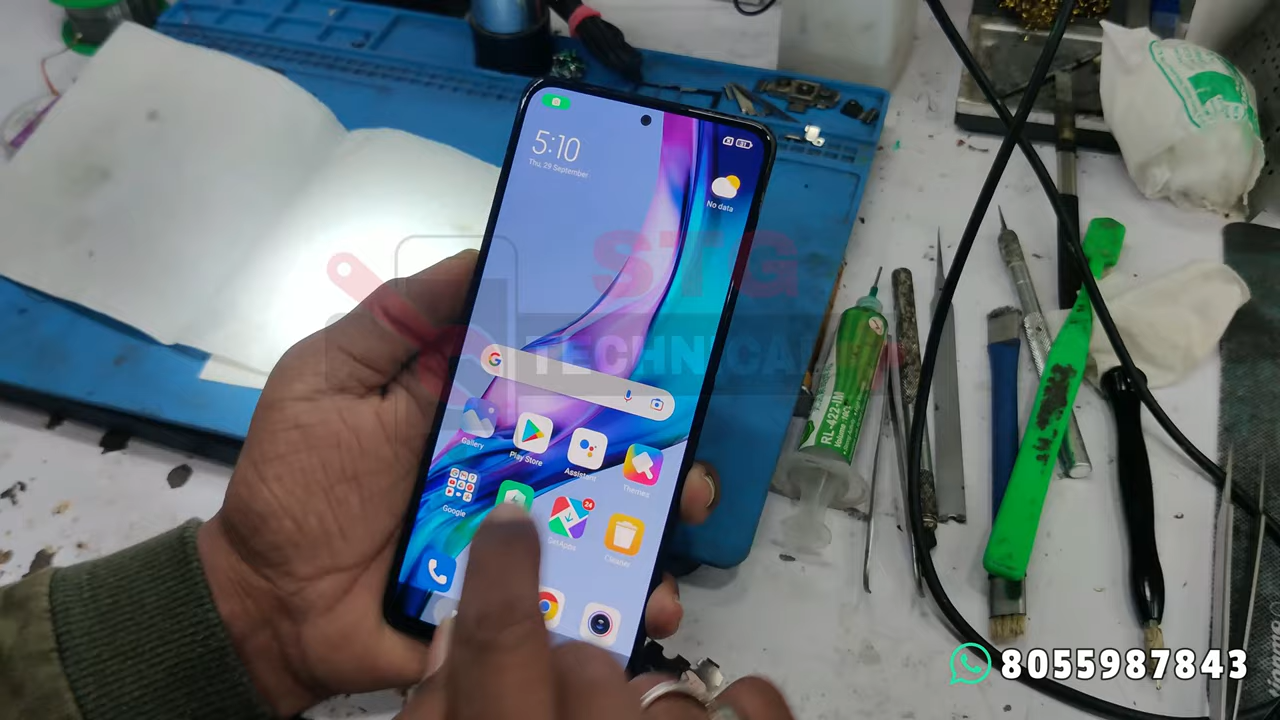 5:10
Thu, 29 September
No data
STG
TECHNICAL
Gallery
Play Store
Assistant
Themes
Google
24
GetApps
Cleaner
RL-422-IM
8055987843